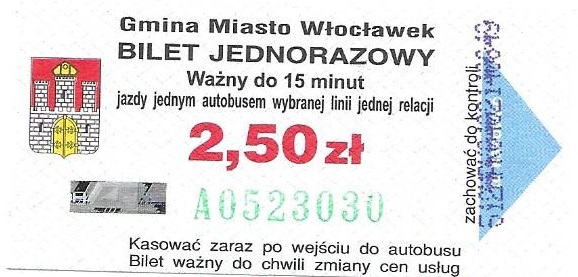 Gmina Miasto Włocławek
BILET JEDNORAZOWY
Ważny do 15 minut
jazdy jednym autobusem wybranej linii jednej relacji
2,50 zł
A0523030
Kasować zaraz po wejściu do autobusu
Bilet ważny do chwili zmiany cen usług
zachować do kontroli